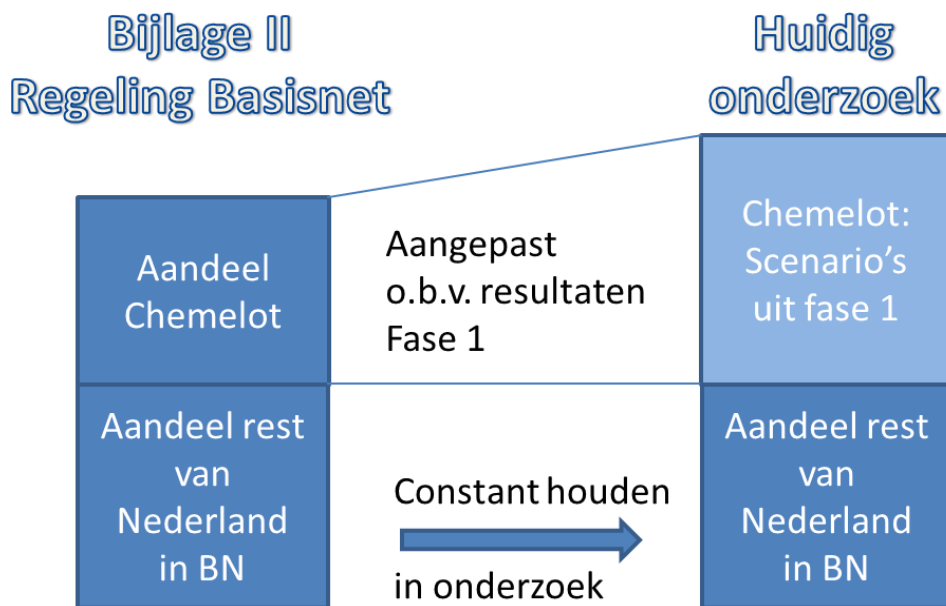 Bijlage II
Regeling Basisnet
Huidig
onderzoek
Aandeel
Chemelot
Aangepast
o.b.v. resultaten
Fase 1
Chemelot:
Scenario's
uit fase 1
Aandeel rest
van
Nederland
in BN
Constant houden
in onderzoek
Aandeel rest
van
Nederland
in BN